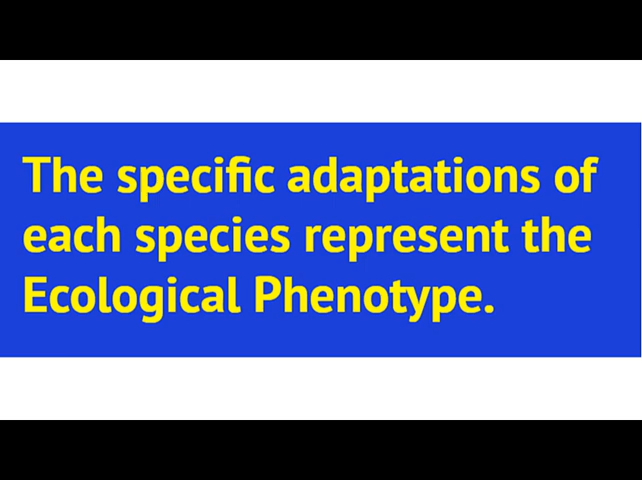 The specific adaptations of
each species represent the
Ecological Phenotype.